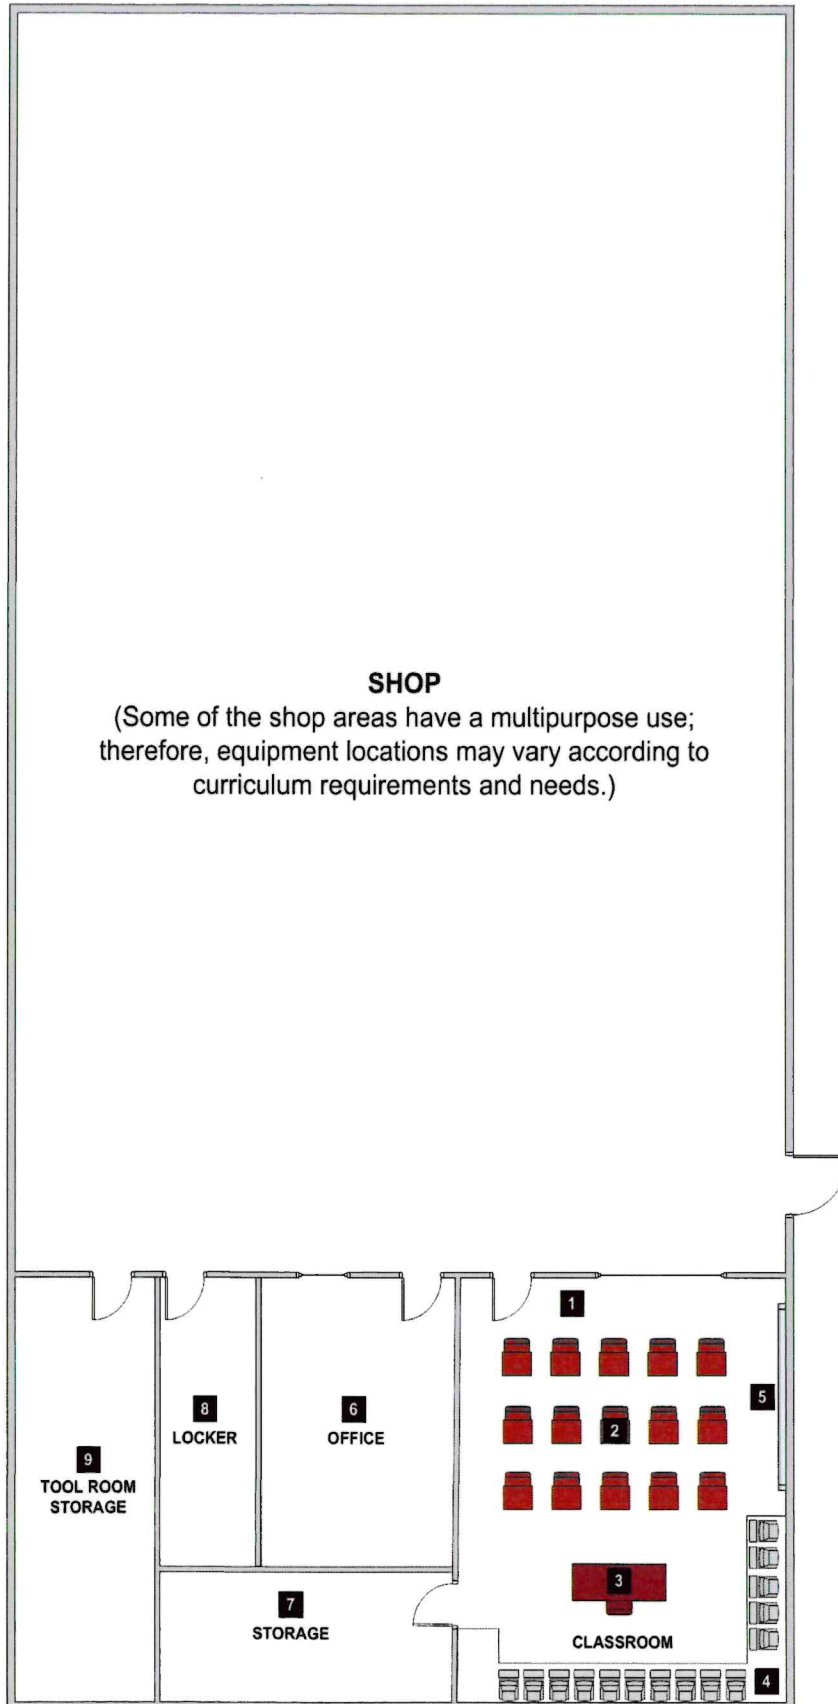 SHOP
(Some of the shop areas have a multipurpose use;
therefore, equipment locations may vary according to
curriculum requirements and needs.)
1
5
8
LOCKER
6
OFFICE
2
9
TOOL ROOM
STORAGE
3
7
STORAGE
CLASSROOM
4